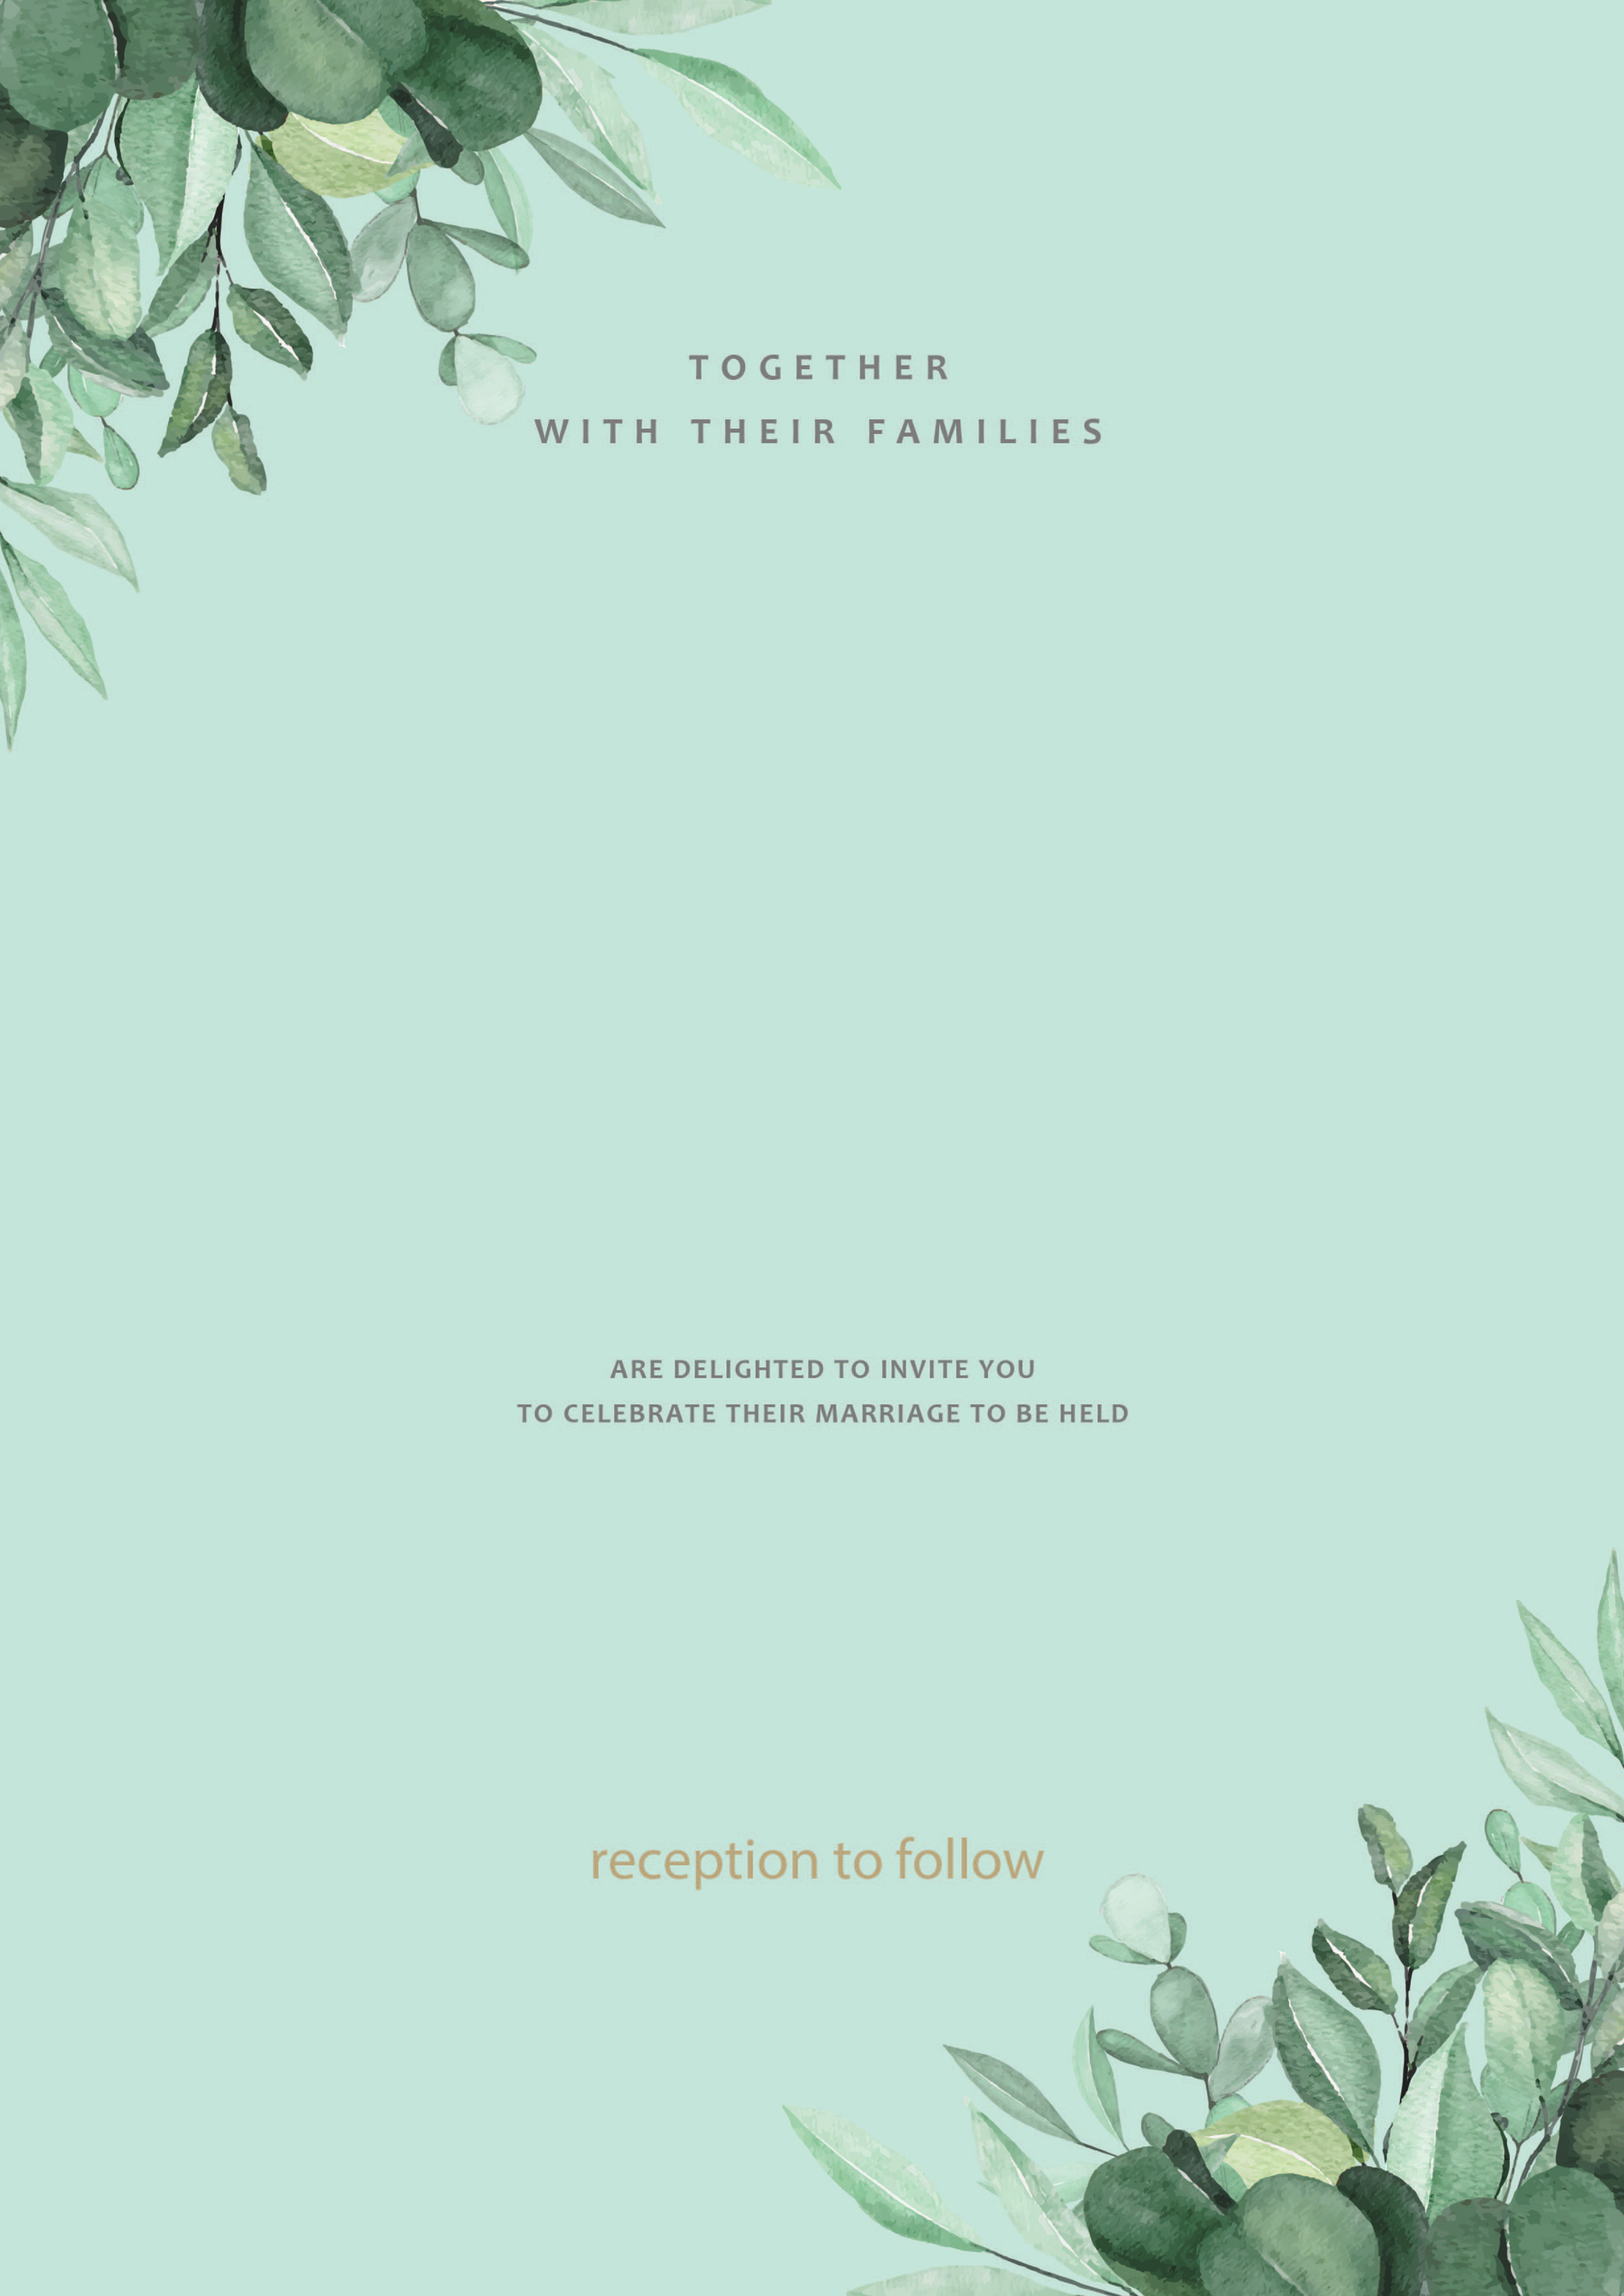 TOGETHER
WITH THEIR FAMILIES
ARE DELIGHTED TO INVITE YOU
TO CELEBRATE THEIR MARRIAGE TO BE HELD
reception to follow